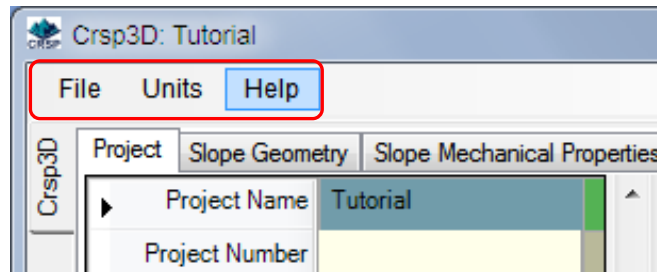 CRSP Crsp3D: Tutorial
File Units Help
Crsp3D
Project Slope Geometry Slope Mechanical Properties
Project Name Tutorial
Project Number